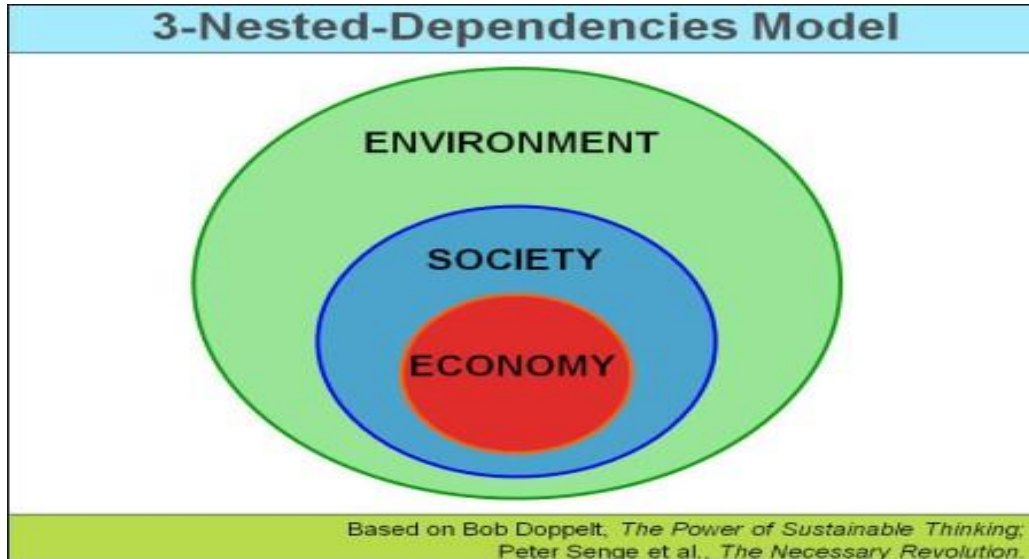 3-Nested-Dependencies Model
ENVIRONMENT
SOCIETY
ECONOMY
Based on Bob Doppelt, The Power of Sustainable Thinking;
Peter Senge et al., The Necessary Revolution